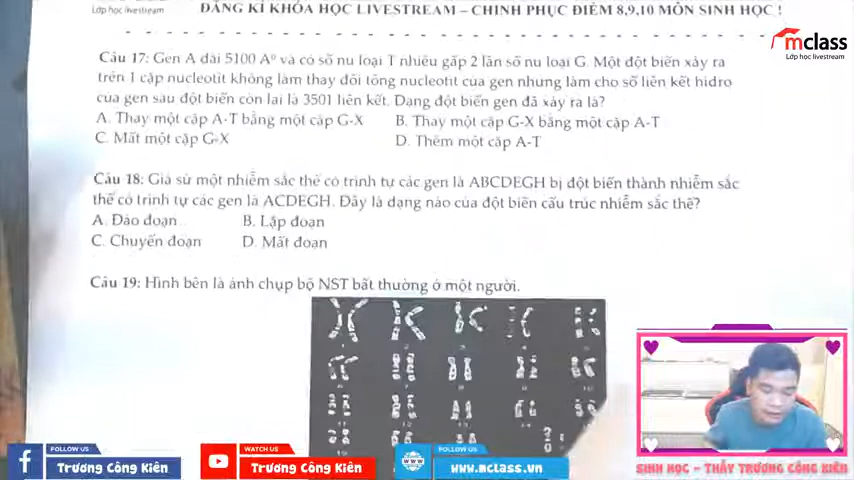 Lớp học livestream ĐĂNG KÍ KHÓA HỌC LIVESTREAM – CHINH PHỤC ĐIỂM 8,9,10 MÔN SINH HỌC !
mclass
Lớp học livestream
Câu 17: Gen A dài 5100 A⁰ và có số nu loại T nhiều gấp 2 lần số nu loại G. Một đột biến xảy ra
trên 1 cặp nucleotit không làm thay đổi tổng nucleotit của gen nhưng làm cho số liên kết hidro
của gen sau đột biến còn lại là 3501 liên kết. Dạng đột biến gen đã xảy ra là?
A. Thay một cặp A-T bằng một cặp G-X B. Thay một cặp G-X bằng một cặp A-T
C. Mất một cặp G-X D. Thêm một cặp A-T
Câu 18: Giả sử một nhiễm sắc thể có trình tự các gen là ABCDEGH bị đột biến thành nhiễm sắc
thể có trình tự các gen là ACDEGH. Đây là dạng nào của đột biến cấu trúc nhiễm sắc thể?
A. Đảo đoạn B. Lặp đoạn
C. Chuyển đoạn D. Mất đoạn
Câu 19: Hình bên là ảnh chụp bộ NST bất thường ở một người.
FOLLOW US
Trương Công Kiên
WATCH US
Trương Công Kiên
FOLLOW US
www.mclass.vn
SINH HỌC - THẦY TRƯƠNG CÔNG KIÊN